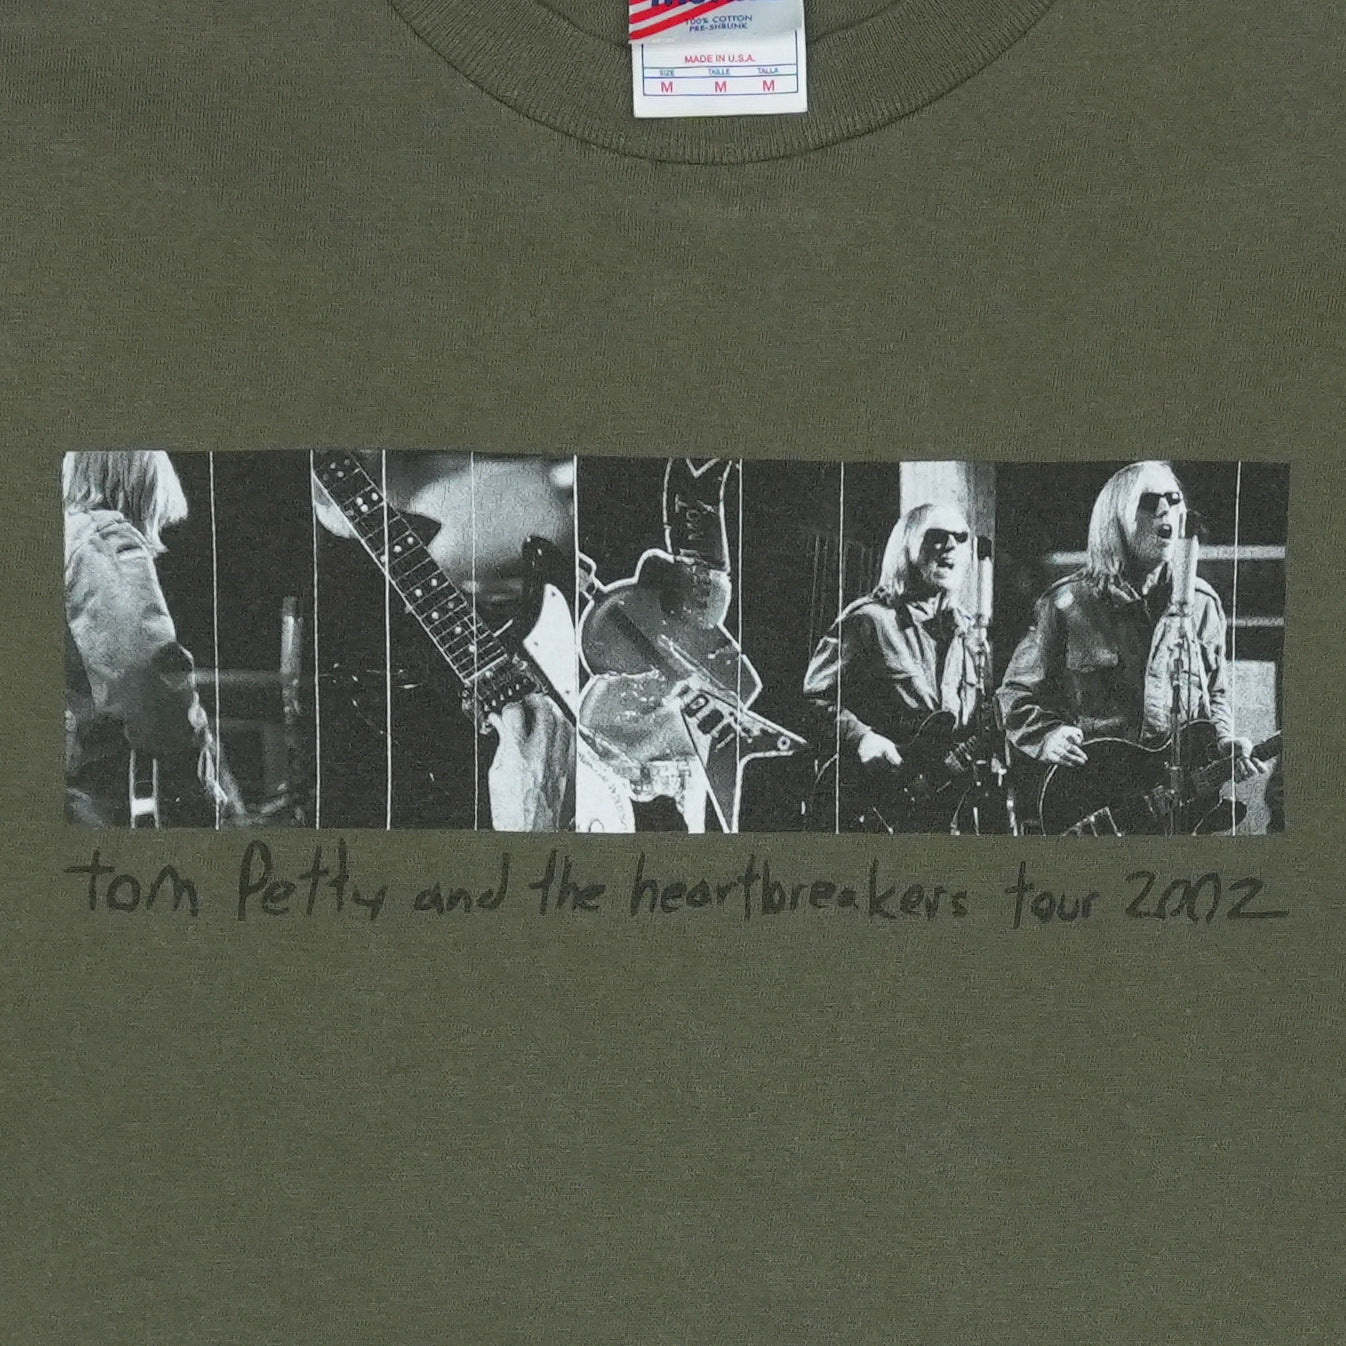 100% COTTON
PRE-SHRUNK
MADE IN U.S.A.
SIZE TAILLE TALLA
M M M
tom Petty and the heartbreakers tour 2002